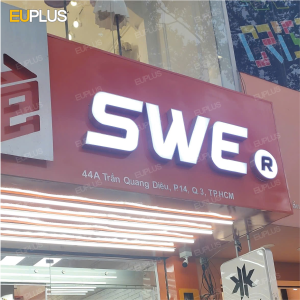 EUPLUS
SWE
R
44A Trần Quang Diệu, P.14, Q.3, TP.HCM